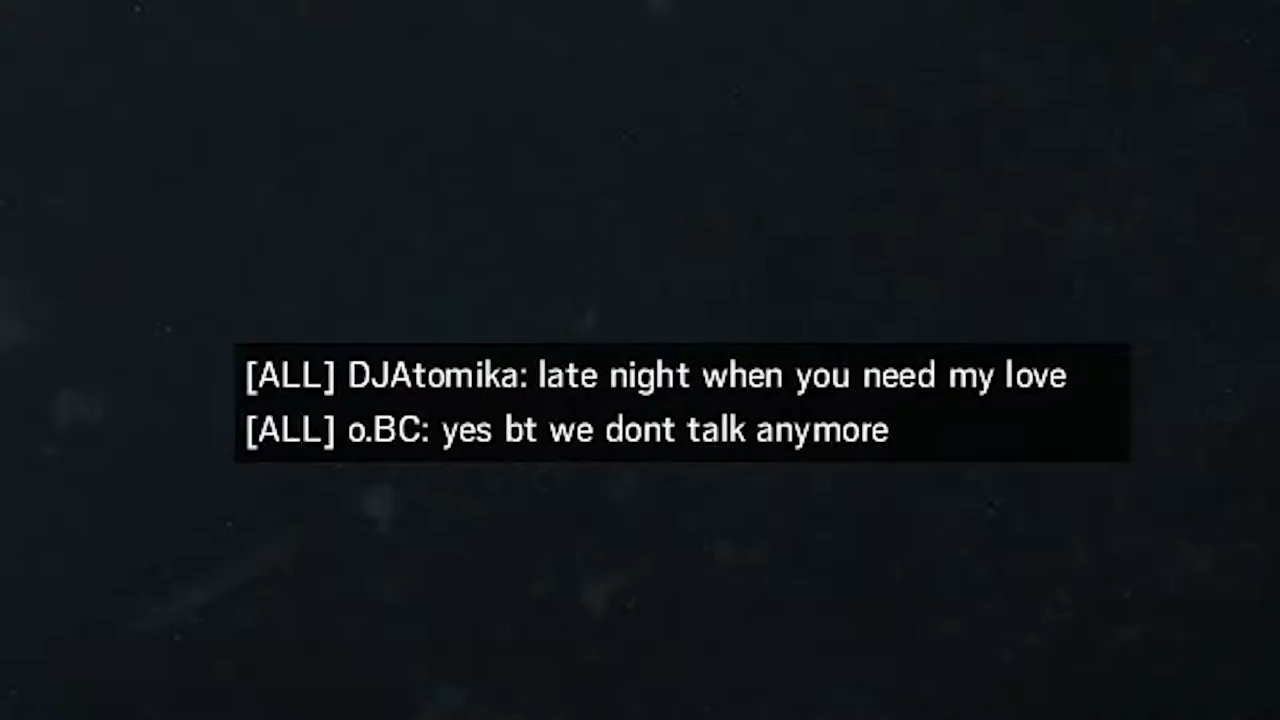 [ALL] DJAtomika: late night when you need my love
[ALL] o.BC: yes bt we dont talk anymore